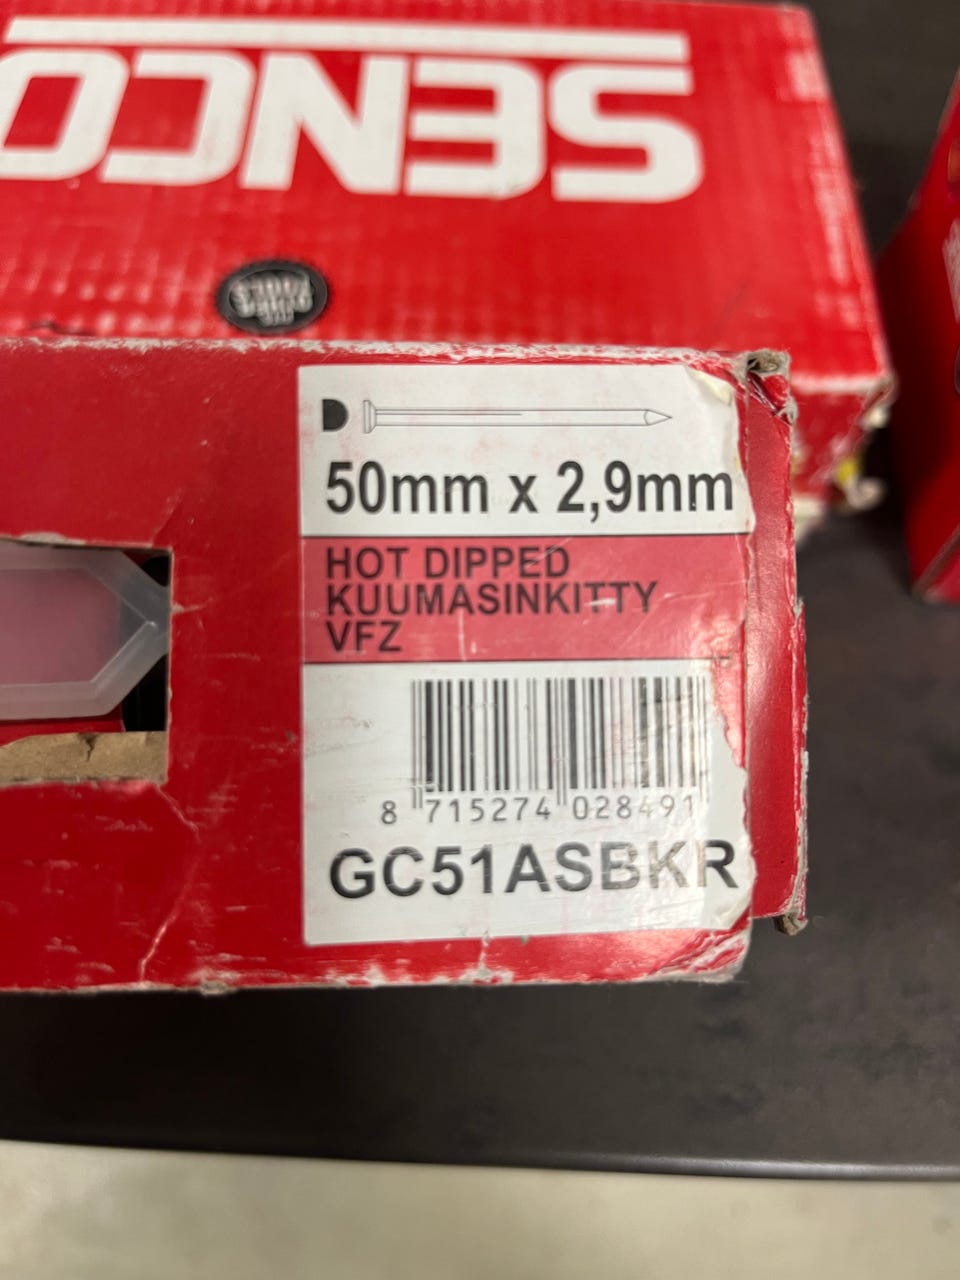 SENCO
50mm x 2,9mm
HOT DIPPED
KUUMASINKITTY
VFZ
8 715274 028491
GC51ASBKR